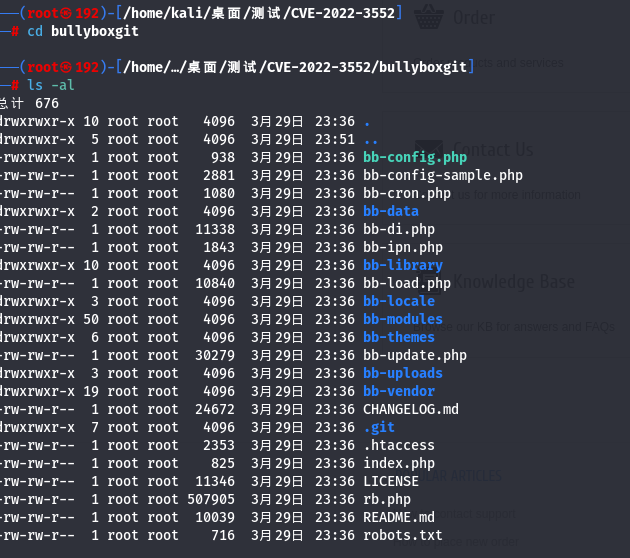 ──(root㉿192)-[/home/kali/桌面/测试/CVE-2022-3552]
─# cd bullyboxgit
──(root㉿192)-[/home/…/桌面/测试/CVE-2022-3552/bullyboxgit]
─# ls -al
总计 676
drwxrwxr-x 10 root root 4096 3月29日 23:36 .
drwxrwxr-x 5 root root 4096 3月29日 23:51 ..
-rwxrwxr-x 1 root root 938 3月29日 23:36 bb-config.php
-rw-rw-r-- 1 root root 2881 3月29日 23:36 bb-config-sample.php
-rw-rw-r-- 1 root root 1080 3月29日 23:36 bb-cron.php
drwxrwxr-x 2 root root 4096 3月29日 23:36 bb-data
-rw-rw-r-- 1 root root 11338 3月29日 23:36 bb-di.php
-rw-rw-r-- 1 root root 1843 3月29日 23:36 bb-ipn.php
drwxrwxr-x 10 root root 4096 3月29日 23:36 bb-library
-rw-rw-r-- 1 root root 10840 3月29日 23:36 bb-load.php
drwxrwxr-x 3 root root 4096 3月29日 23:36 bb-locale
drwxrwxr-x 50 root root 4096 3月29日 23:36 bb-modules
drwxrwxr-x 6 root root 4096 3月29日 23:36 bb-themes
-rw-rw-r-- 1 root root 30279 3月29日 23:36 bb-update.php
drwxrwxr-x 3 root root 4096 3月29日 23:36 bb-uploads
drwxrwxr-x 19 root root 4096 3月29日 23:36 bb-vendor
-rw-rw-r-- 1 root root 24672 3月29日 23:36 CHANGELOG.md
drwxrwxr-x 7 root root 4096 3月29日 23:36 .git
-rw-rw-r-- 1 root root 2353 3月29日 23:36 .htaccess
-rw-rw-r-- 1 root root 825 3月29日 23:36 index.php
-rw-rw-r-- 1 root root 11346 3月29日 23:36 LICENSE
-rw-rw-r-- 1 root root 507905 3月29日 23:36 rb.php
-rw-rw-r-- 1 root root 10039 3月29日 23:36 README.md
-rw-rw-r-- 1 root root 716 3月29日 23:36 robots.txt
Order
and services
Contact Us
us for more information
Knowledge Base
our KB for answers and FAQs
ARTICLES